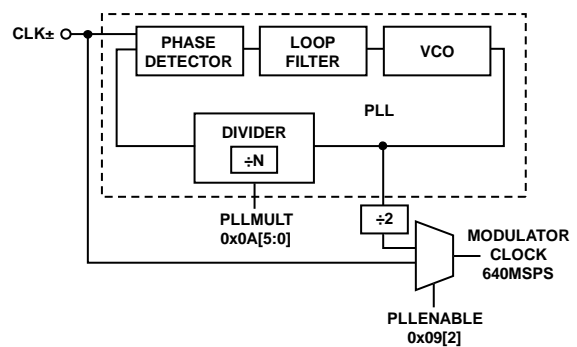 CLK±
PHASE
DETECTOR
LOOP
FILTER
VCO
PLL
DIVIDER
÷N
PLLMULT
0x0A[5:0]
÷2
MODULATOR
CLOCK
640MSPS
PLLENABLE
0x09[2]